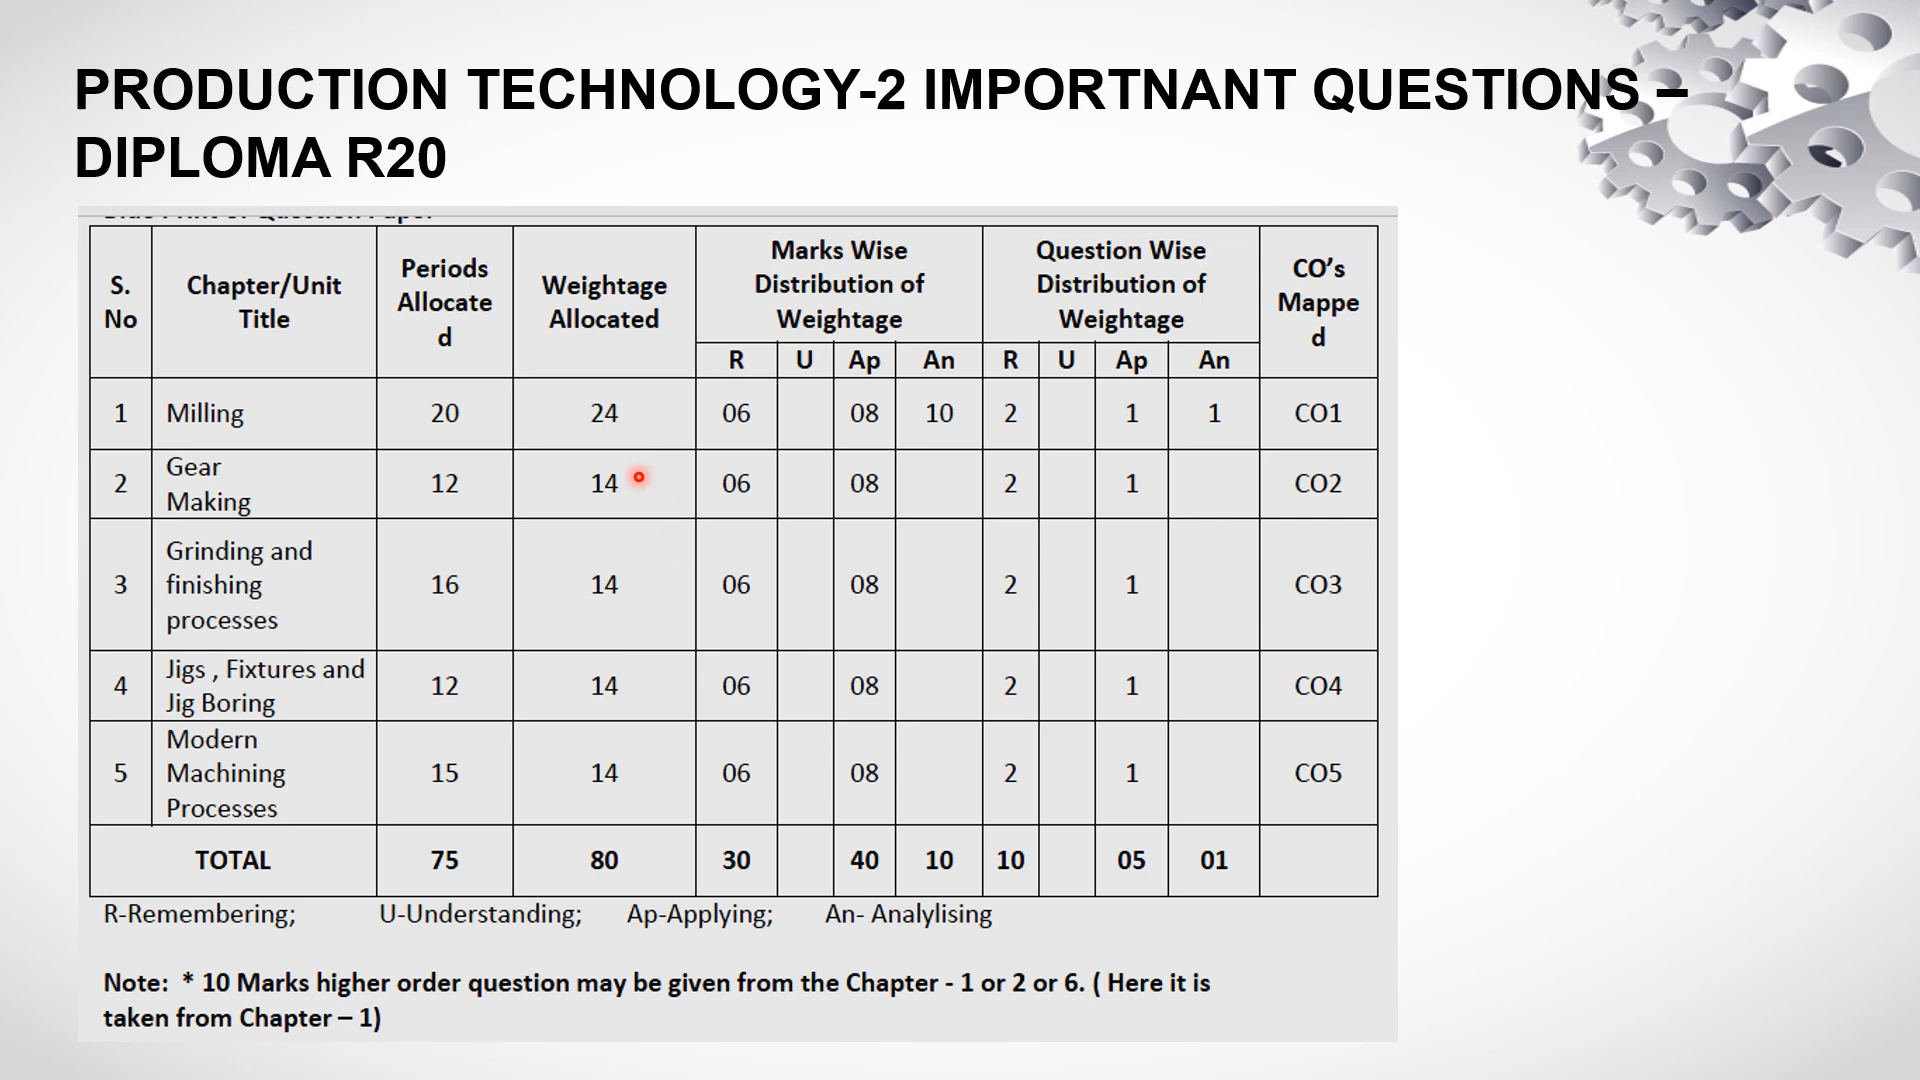 PRODUCTION TECHNOLOGY-2 IMPORTNANT QUESTIONS –
DIPLOMA R20
S. No | Chapter/Unit Title | Periods Allocate d | Weightage Allocated | Marks Wise Distribution of Weightage | Question Wise Distribution of Weightage | CO’s Mappe d
R U Ap An R U Ap An
1 Milling 20 24 06 08 10 2 1 1 CO1
2 Gear Making 12 14 06 08 2 1 CO2
3 Grinding and finishing processes 16 14 06 08 2 1 CO3
4 Jigs , Fixtures and Jig Boring 12 14 06 08 2 1 CO4
5 Modern Machining Processes 15 14 06 08 2 1 CO5
TOTAL 75 80 30 40 10 10 05 01
R-Remembering; U-Understanding; Ap-Applying; An- Analylising
Note: * 10 Marks higher order question may be given from the Chapter - 1 or 2 or 6. ( Here it is
taken from Chapter – 1)